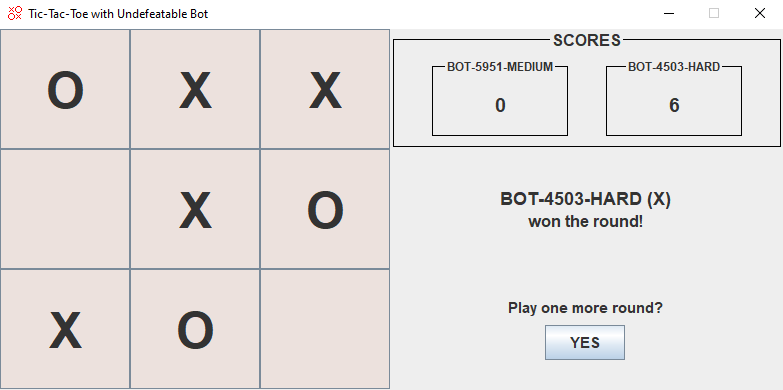 Tic-Tac-Toe with Undefeatable Bot
O X X
X O
X O
SCORES
BOT-5951-MEDIUM BOT-4503-HARD
0 6
BOT-4503-HARD (X)
won the round!
Play one more round?
YES